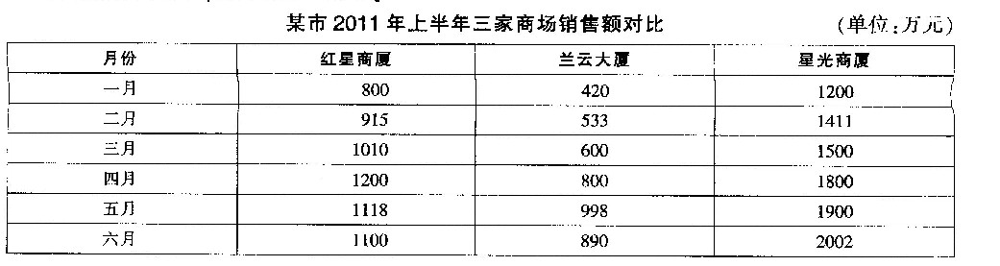 某市2011年上半年三家商场销售额对比 (单位:万元)
月份 红星商厦 兰云大厦 星光商厦
一月 800 420 1200
二月 915 533 1411
三月 1010 600 1500
四月 1200 800 1800
五月 1118 998 1900
六月 1100 890 2002